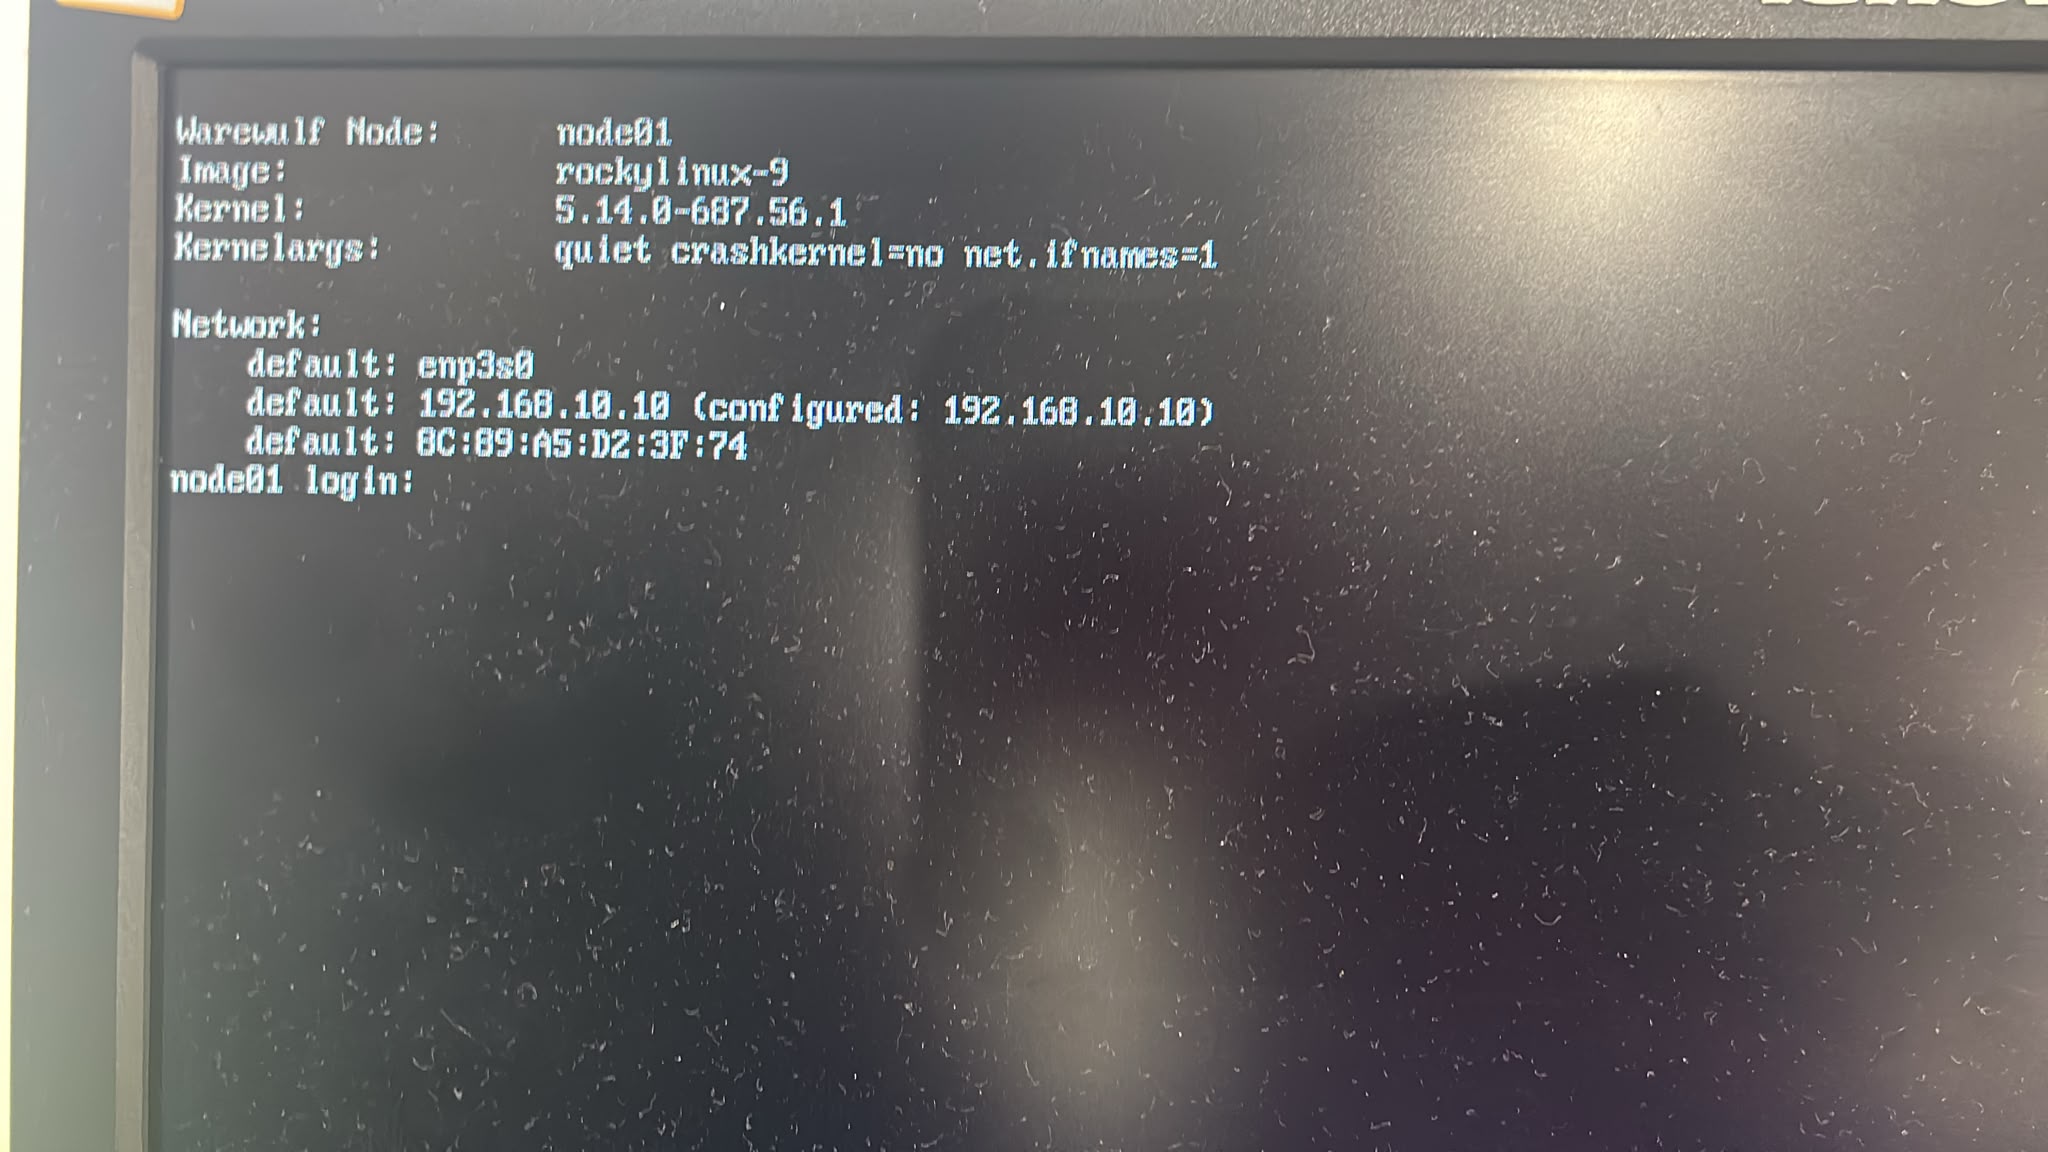 Warewulf Node: node01
Image: rockylinux-9
Kernel: 5.14.0-687.56.1
Kernelargs: quiet crashkernel=no net.ifnames=1
Network:
default: enp3s0
default: 192.168.10.10 (configured: 192.168.10.10)
default: 8C:89:A5:D2:3F:74
node01 login: